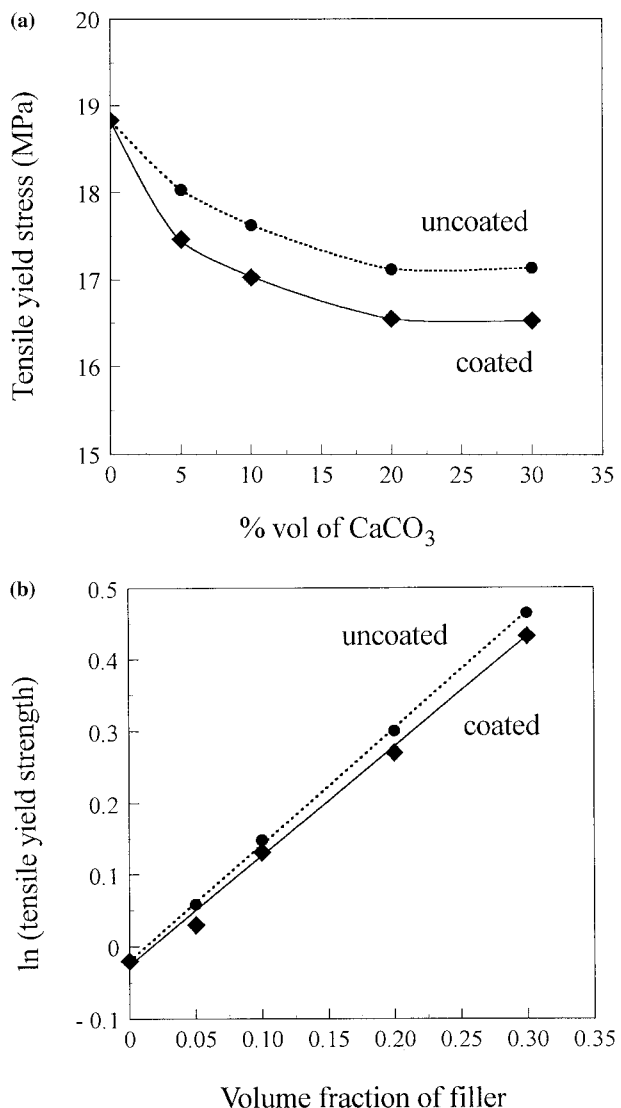 (a)
20
19
18
17
16
15
Tensile yield stress (MPa)
uncoated
coated
0
5
10
15
20
25
30
35
% vol of CaCO3
(b)
0.5
0.4
0.3
0.2
0.1
0
- 0.1
ln (tensile yield strength)
uncoated
coated
0
0.05
0.10
0.15
0.20
0.25
0.30
0.35
Volume fraction of filler